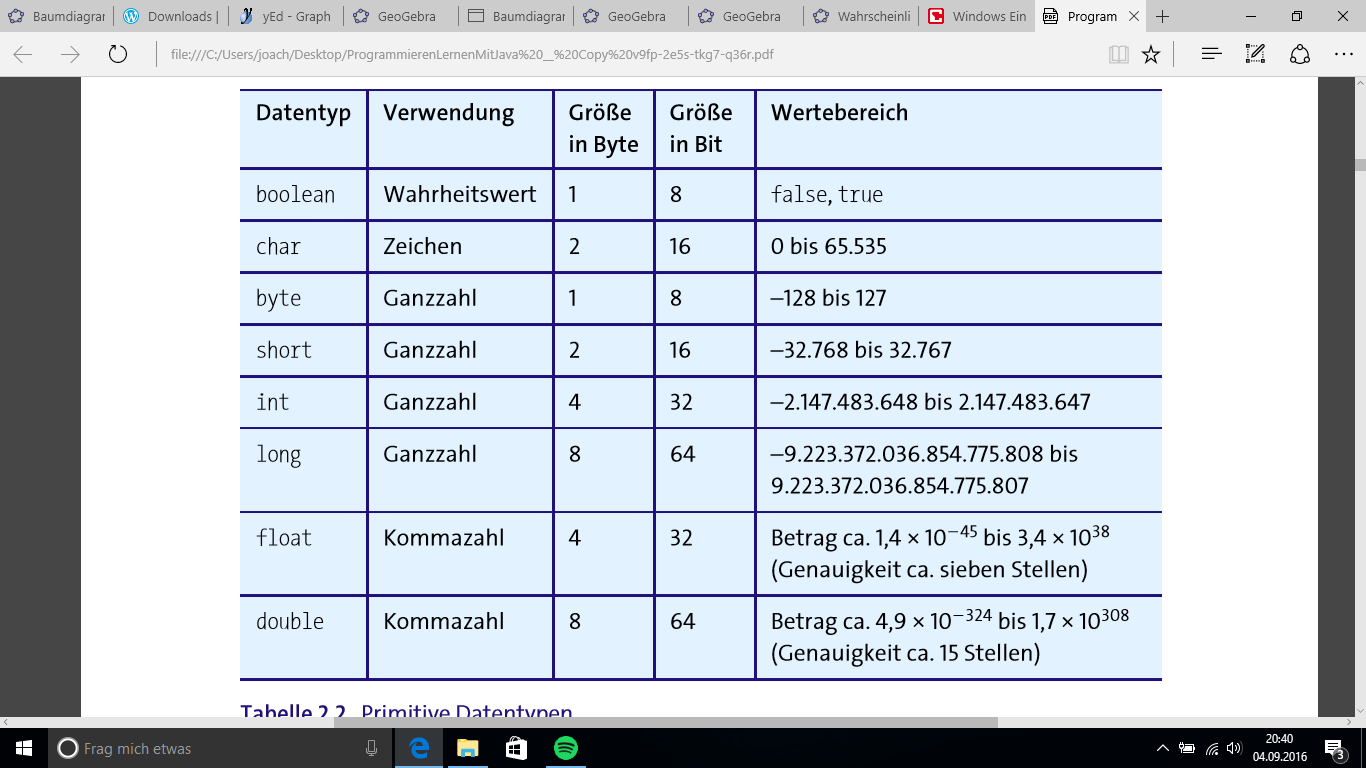 Baumdiagran
Downloads |
yEd - Graph
GeoGebra
Baumdiagran
GeoGebra
GeoGebra
Wahrscheinli
Windows Ein
Program
file:///C:/Users/joach/Desktop/ProgrammierenLernenMitJava%20__%20Copy%20v9fp-2e5s-tkg7-q36r.pdf
Datentyp Verwendung Größe in Byte Größe in Bit Wertebereich
boolean Wahrheitswert 1 8 false, true
char Zeichen 2 16 0 bis 65.535
byte Ganzzahl 1 8 –128 bis 127
short Ganzzahl 2 16 –32.768 bis 32.767
int Ganzzahl 4 32 –2.147.483.648 bis 2.147.483.647
long Ganzzahl 8 64 –9.223.372.036.854.775.808 bis
9.223.372.036.854.775.807
float Kommazahl 4 32 Betrag ca. 1,4 × 10⁻⁴⁵ bis 3,4 × 10³⁸
(Genauigkeit ca. sieben Stellen)
double Kommazahl 8 64 Betrag ca. 4,9 × 10⁻³²⁴ bis 1,7 × 10³⁰⁸
(Genauigkeit ca. 15 Stellen)
Tabelle 2.2 Primitive Datentypen
Frag mich etwas
20:40
04.09.2016
3